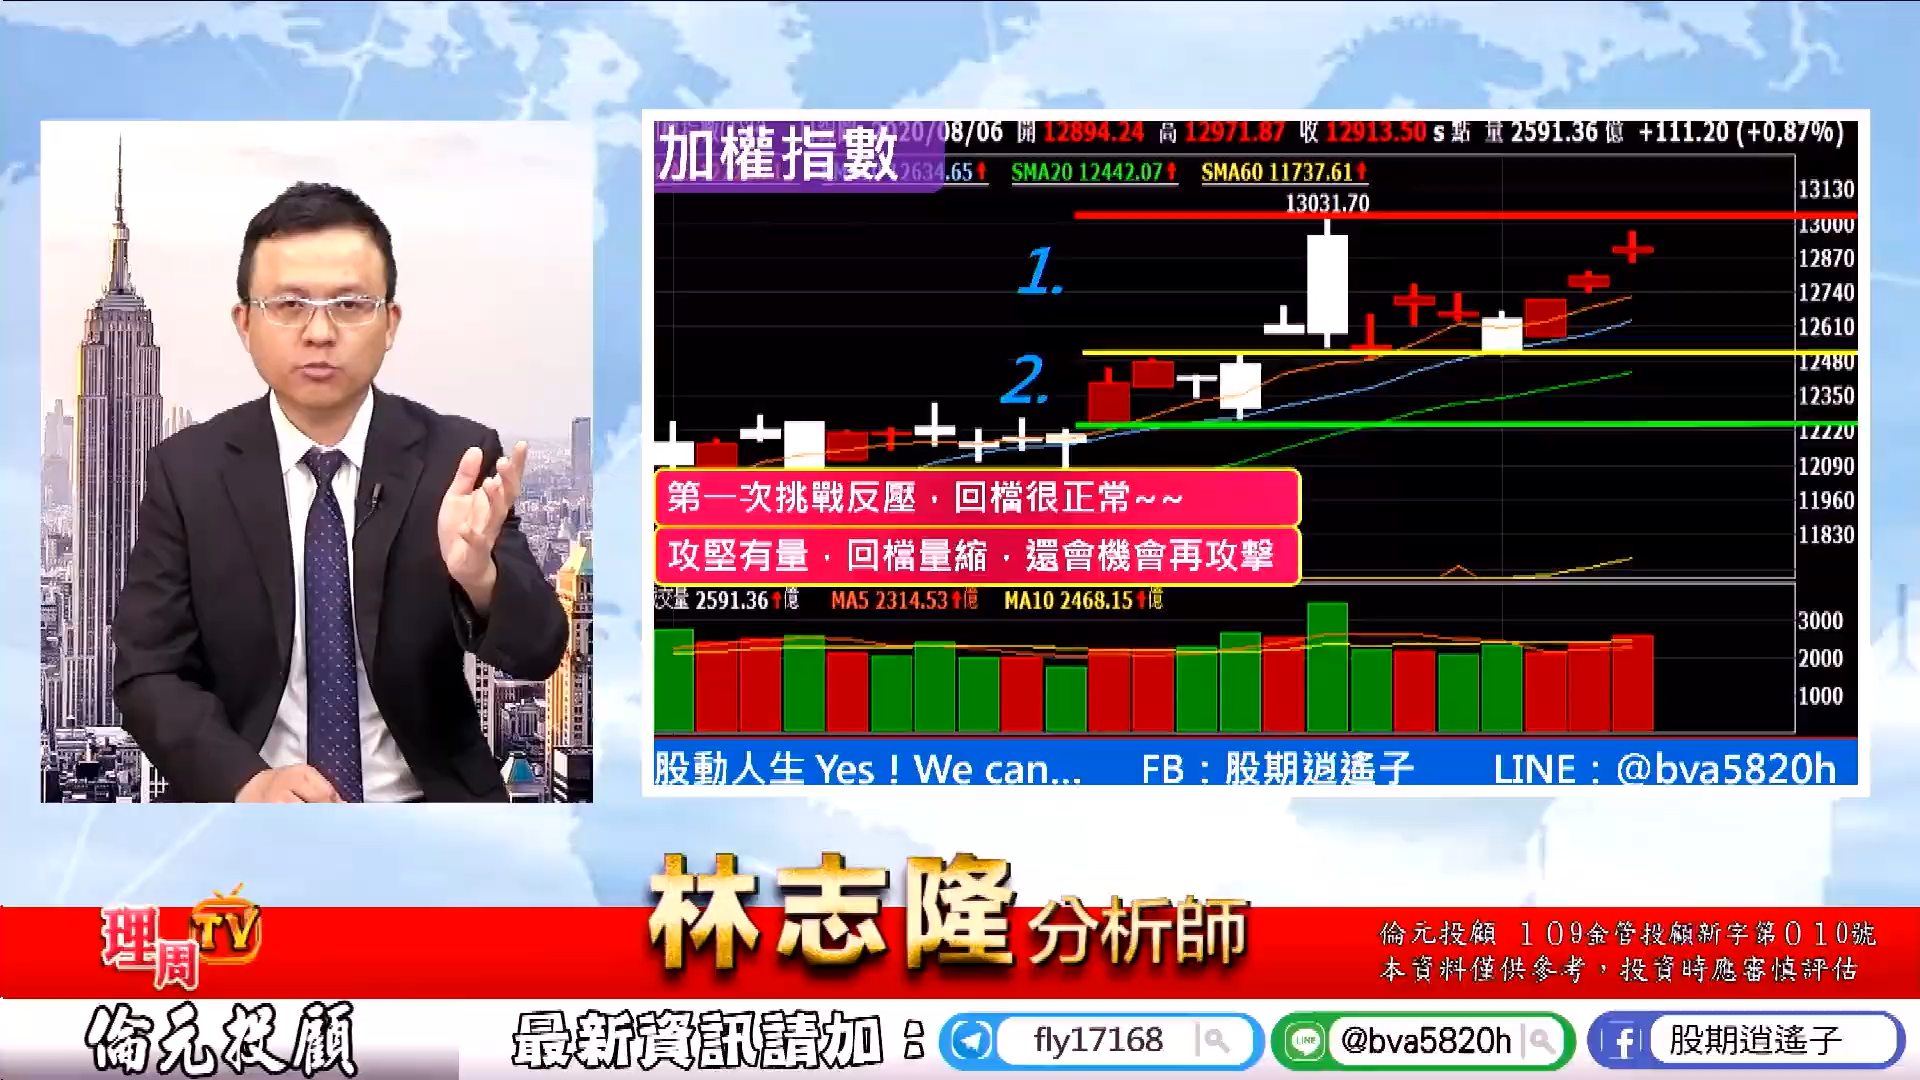 加權指數
2020/08/06 開 12894.24 高 12971.87 收 12913.50 s 點 量 2591.36 億 +111.20 (+0.87%)
2634.65↑ SMA20 12442.07↑ SMA60 11737.61↑
13031.70
13130
13000
12870
12740
12610
12480
12350
12220
12090
11960
11830
1.
2.
第一次挑戰反壓，回檔很正常~~
攻堅有量，回檔量縮，還會機會再攻擊
量 2591.36↑億 MA5 2314.53↑億 MA10 2468.15↑億
3000
2000
1000
股動人生 Yes！We can... FB：股期逍遙子 LINE：@bva5820h
理周TV
林志隆 分析師
倫元投顧 109金管投顧新字第010號
本資料僅供參考，投資時應審慎評估
倫元投顧
最新資訊請加：
fly17168
LINE
@bva5820h
股期逍遙子